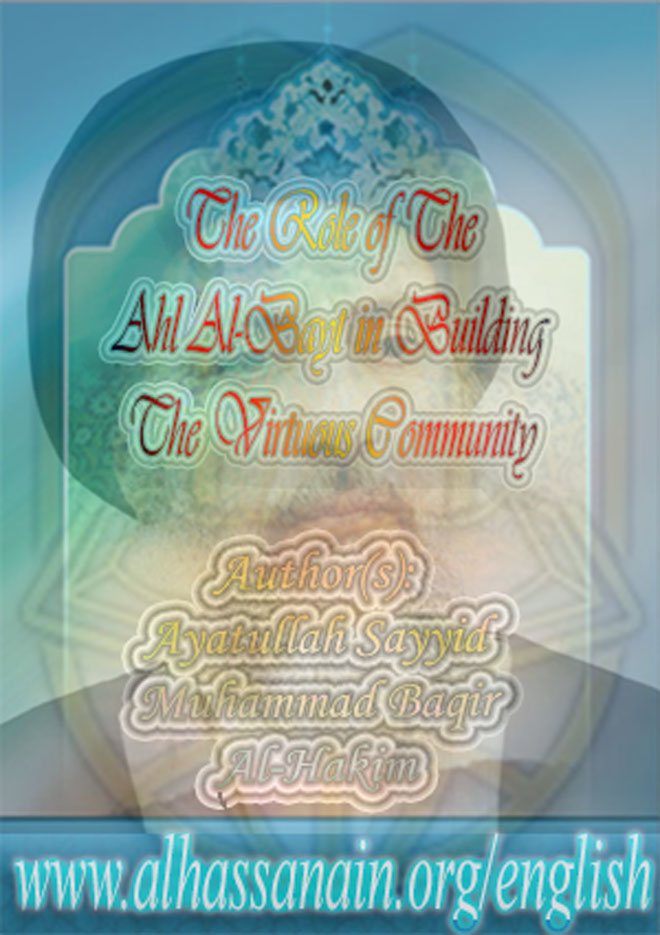 The Role of The
Ahl Al-Bayt in Building
The Virtuous Community
Author(s):
Ayatullah Sayyid
Muhammad Baqir
Al-Hakim
www.alhassanain.org/english